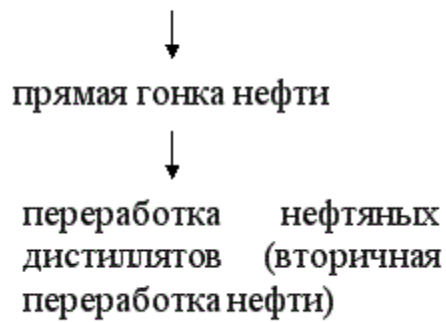 прямая гонка нефти
переработка нефтяных
дистиллятов (вторичная
переработка нефти)